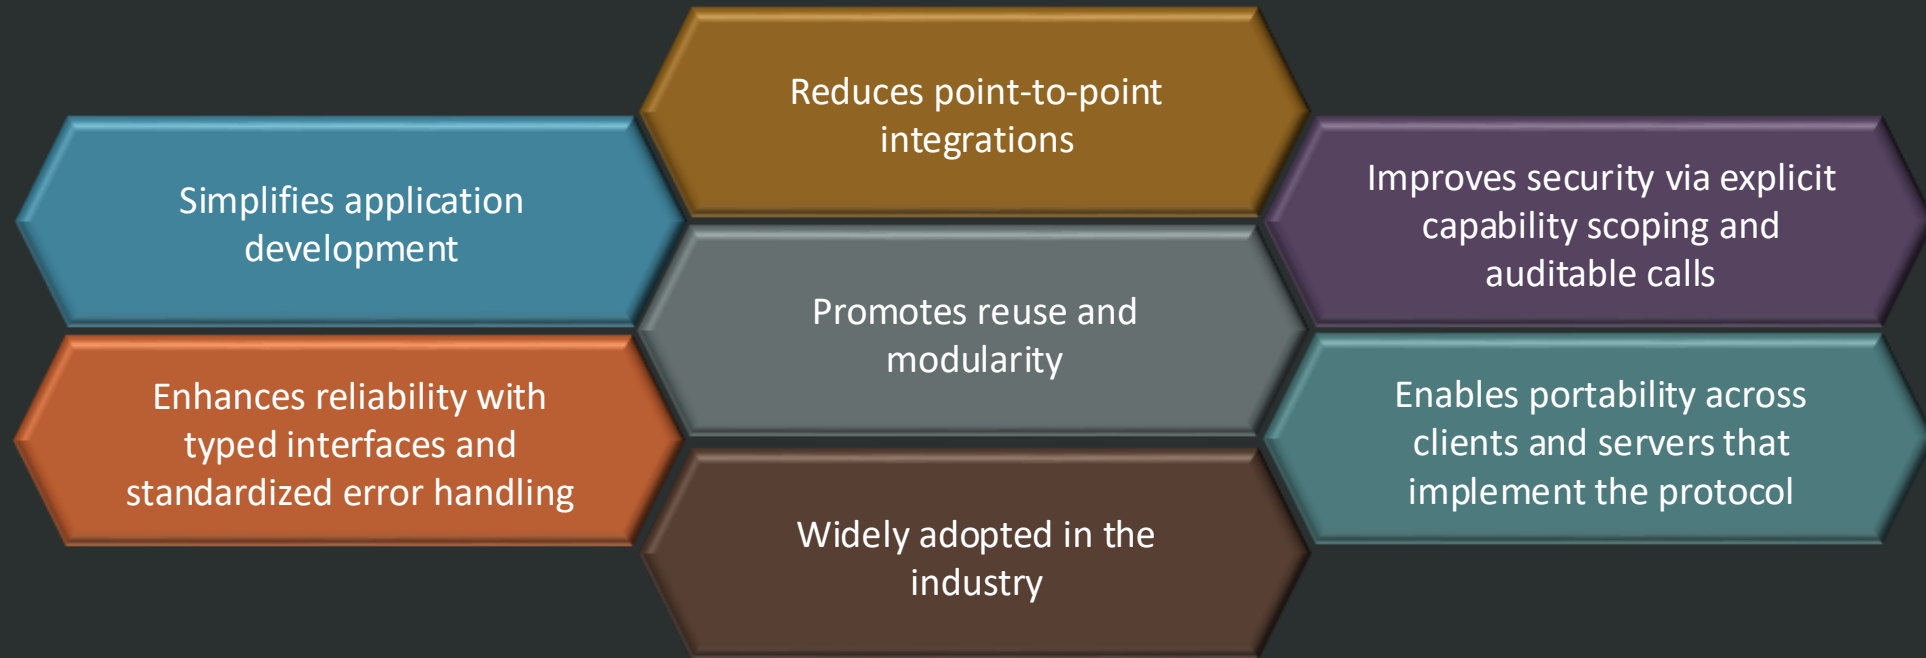 Reduces point-to-point
integrations
Simplifies application
development
Improves security via explicit
capability scoping and
auditable calls
Promotes reuse and
modularity
Enhances reliability with
typed interfaces and
standardized error handling
Enables portability across
clients and servers that
implement the protocol
Widely adopted in the
industry